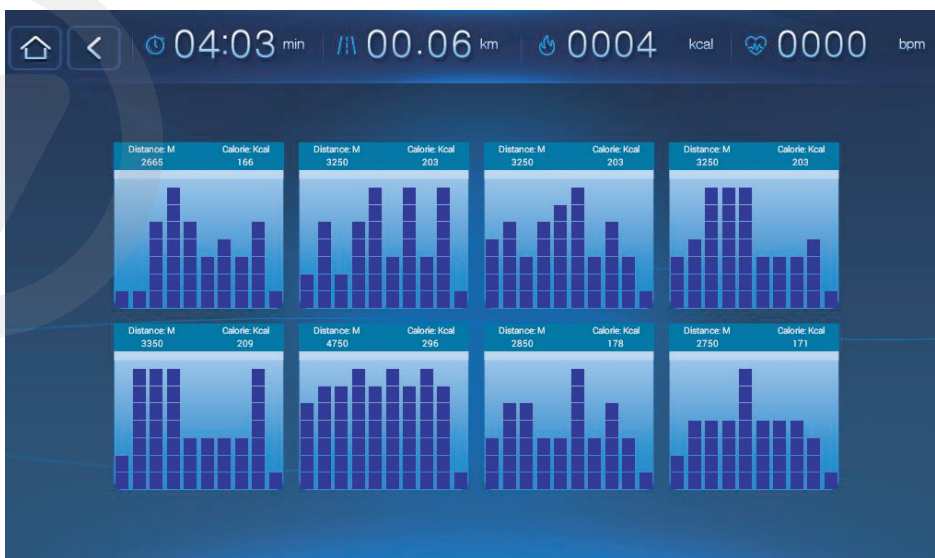 04:03 min 00.06 km 0004 kcal 0000 bpm
Distance: M Calorie: Kcal Distance: M Calorie: Kcal Distance: M Calorie: Kcal Distance: M Calorie: Kcal
2665 166 3250 203 3250 203 3250 203
Distance: M Calorie: Kcal Distance: M Calorie: Kcal Distance: M Calorie: Kcal Distance: M Calorie: Kcal
3350 209 4750 296 2850 178 2750 171